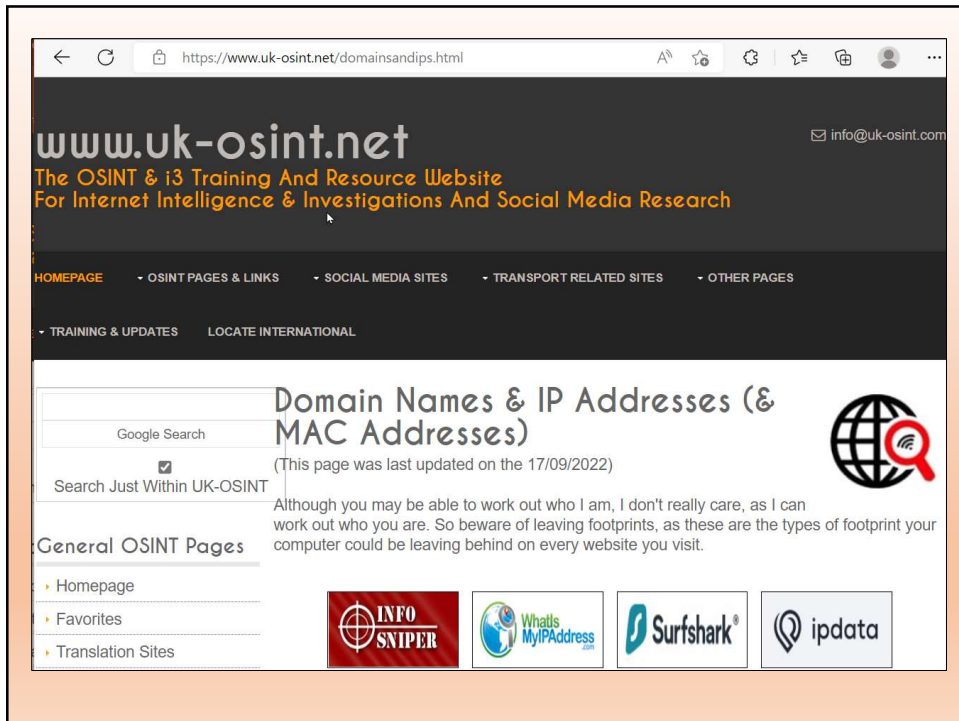 https://www.uk-osint.net/domainsandips.html
www.uk-osint.net
info@uk-osint.com
The OSINT & i3 Training And Resource Website
For Internet Intelligence & Investigations And Social Media Research
HOMEPAGE OSINT PAGES & LINKS SOCIAL MEDIA SITES TRANSPORT RELATED SITES OTHER PAGES
TRAINING & UPDATES LOCATE INTERNATIONAL
Google Search
Search Just Within UK-OSINT
General OSINT Pages
Homepage
Favorites
Translation Sites
Domain Names & IP Addresses (&
MAC Addresses)
(This page was last updated on the 17/09/2022)
Although you may be able to work out who I am, I don't really care, as I can
work out who you are. So beware of leaving footprints, as these are the types of footprint your
computer could be leaving behind on every website you visit.
INFO
SNIPER
WhatIs
MyIPAddress
.com
Surfshark®
ipdata